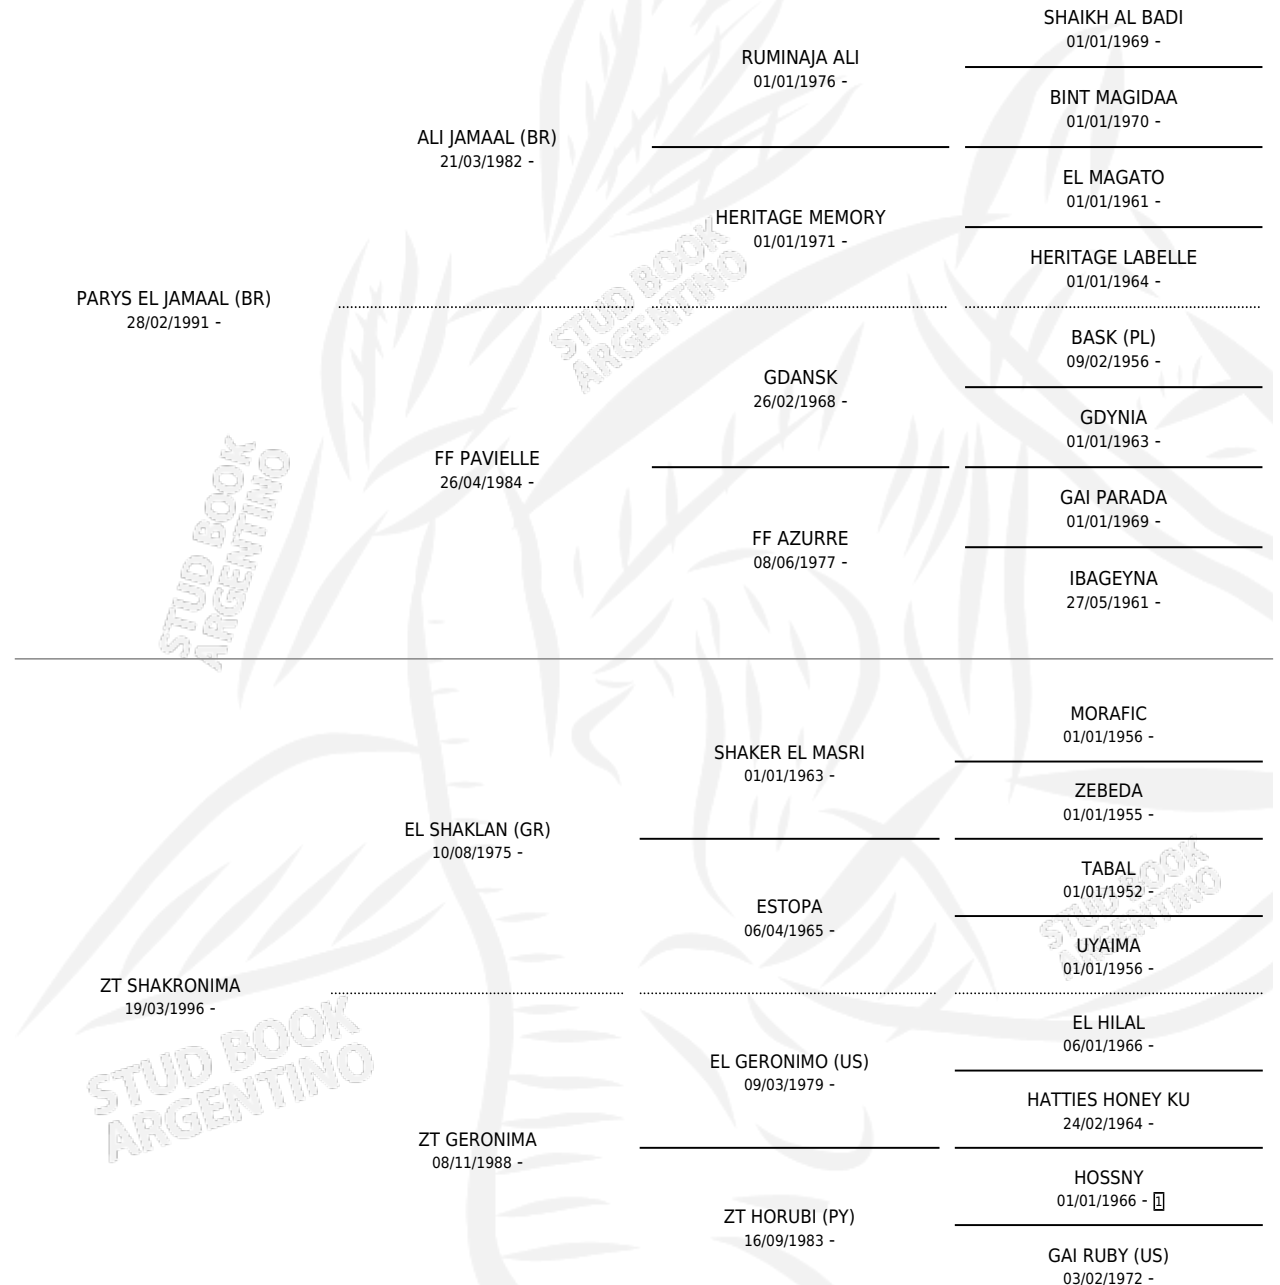 SHAIKH AL BADI
01/01/1969 -
RUMINAJA ALI
01/01/1976 -
BINT MAGIDAA
01/01/1970 -
ALI JAMAAL (BR)
21/03/1982 -
EL MAGATO
01/01/1961 -
HERITAGE MEMORY
01/01/1971 -
HERITAGE LABELLE
01/01/1964 -
PARYS EL JAMAAL (BR)
28/02/1991 -
BASK (PL)
09/02/1956 -
GDANSK
26/02/1968 -
GDYNIA
01/01/1963 -
FF PAVIELLE
26/04/1984 -
GAI PARADA
01/01/1969 -
FF AZURRE
08/06/1977 -
IBAGEYNA
27/05/1961 -
MORAFIC
01/01/1956 -
SHAKER EL MASRI
01/01/1963 -
ZEBEDA
01/01/1955 -
EL SHAKLAN (GR)
10/08/1975 -
TABAL
01/01/1952 -
ESTOPA
06/04/1965 -
UYAIMA
01/01/1956 -
ZT SHAKRONIMA
19/03/1996 -
EL HILAL
06/01/1966 -
EL GERONIMO (US)
09/03/1979 -
HATTIES HONEY KU
24/02/1964 -
ZT GERONIMA
08/11/1988 -
HOSSNY
01/01/1966 - 1
ZT HORUBI (PY)
16/09/1983 -
GAI RUBY (US)
03/02/1972 -
STUD BOOK
ARGENTINO
STUD BOOK
ARGENTINO
STUD BOOK
ARGENTINO
STUD BOOK
ARGENTINO